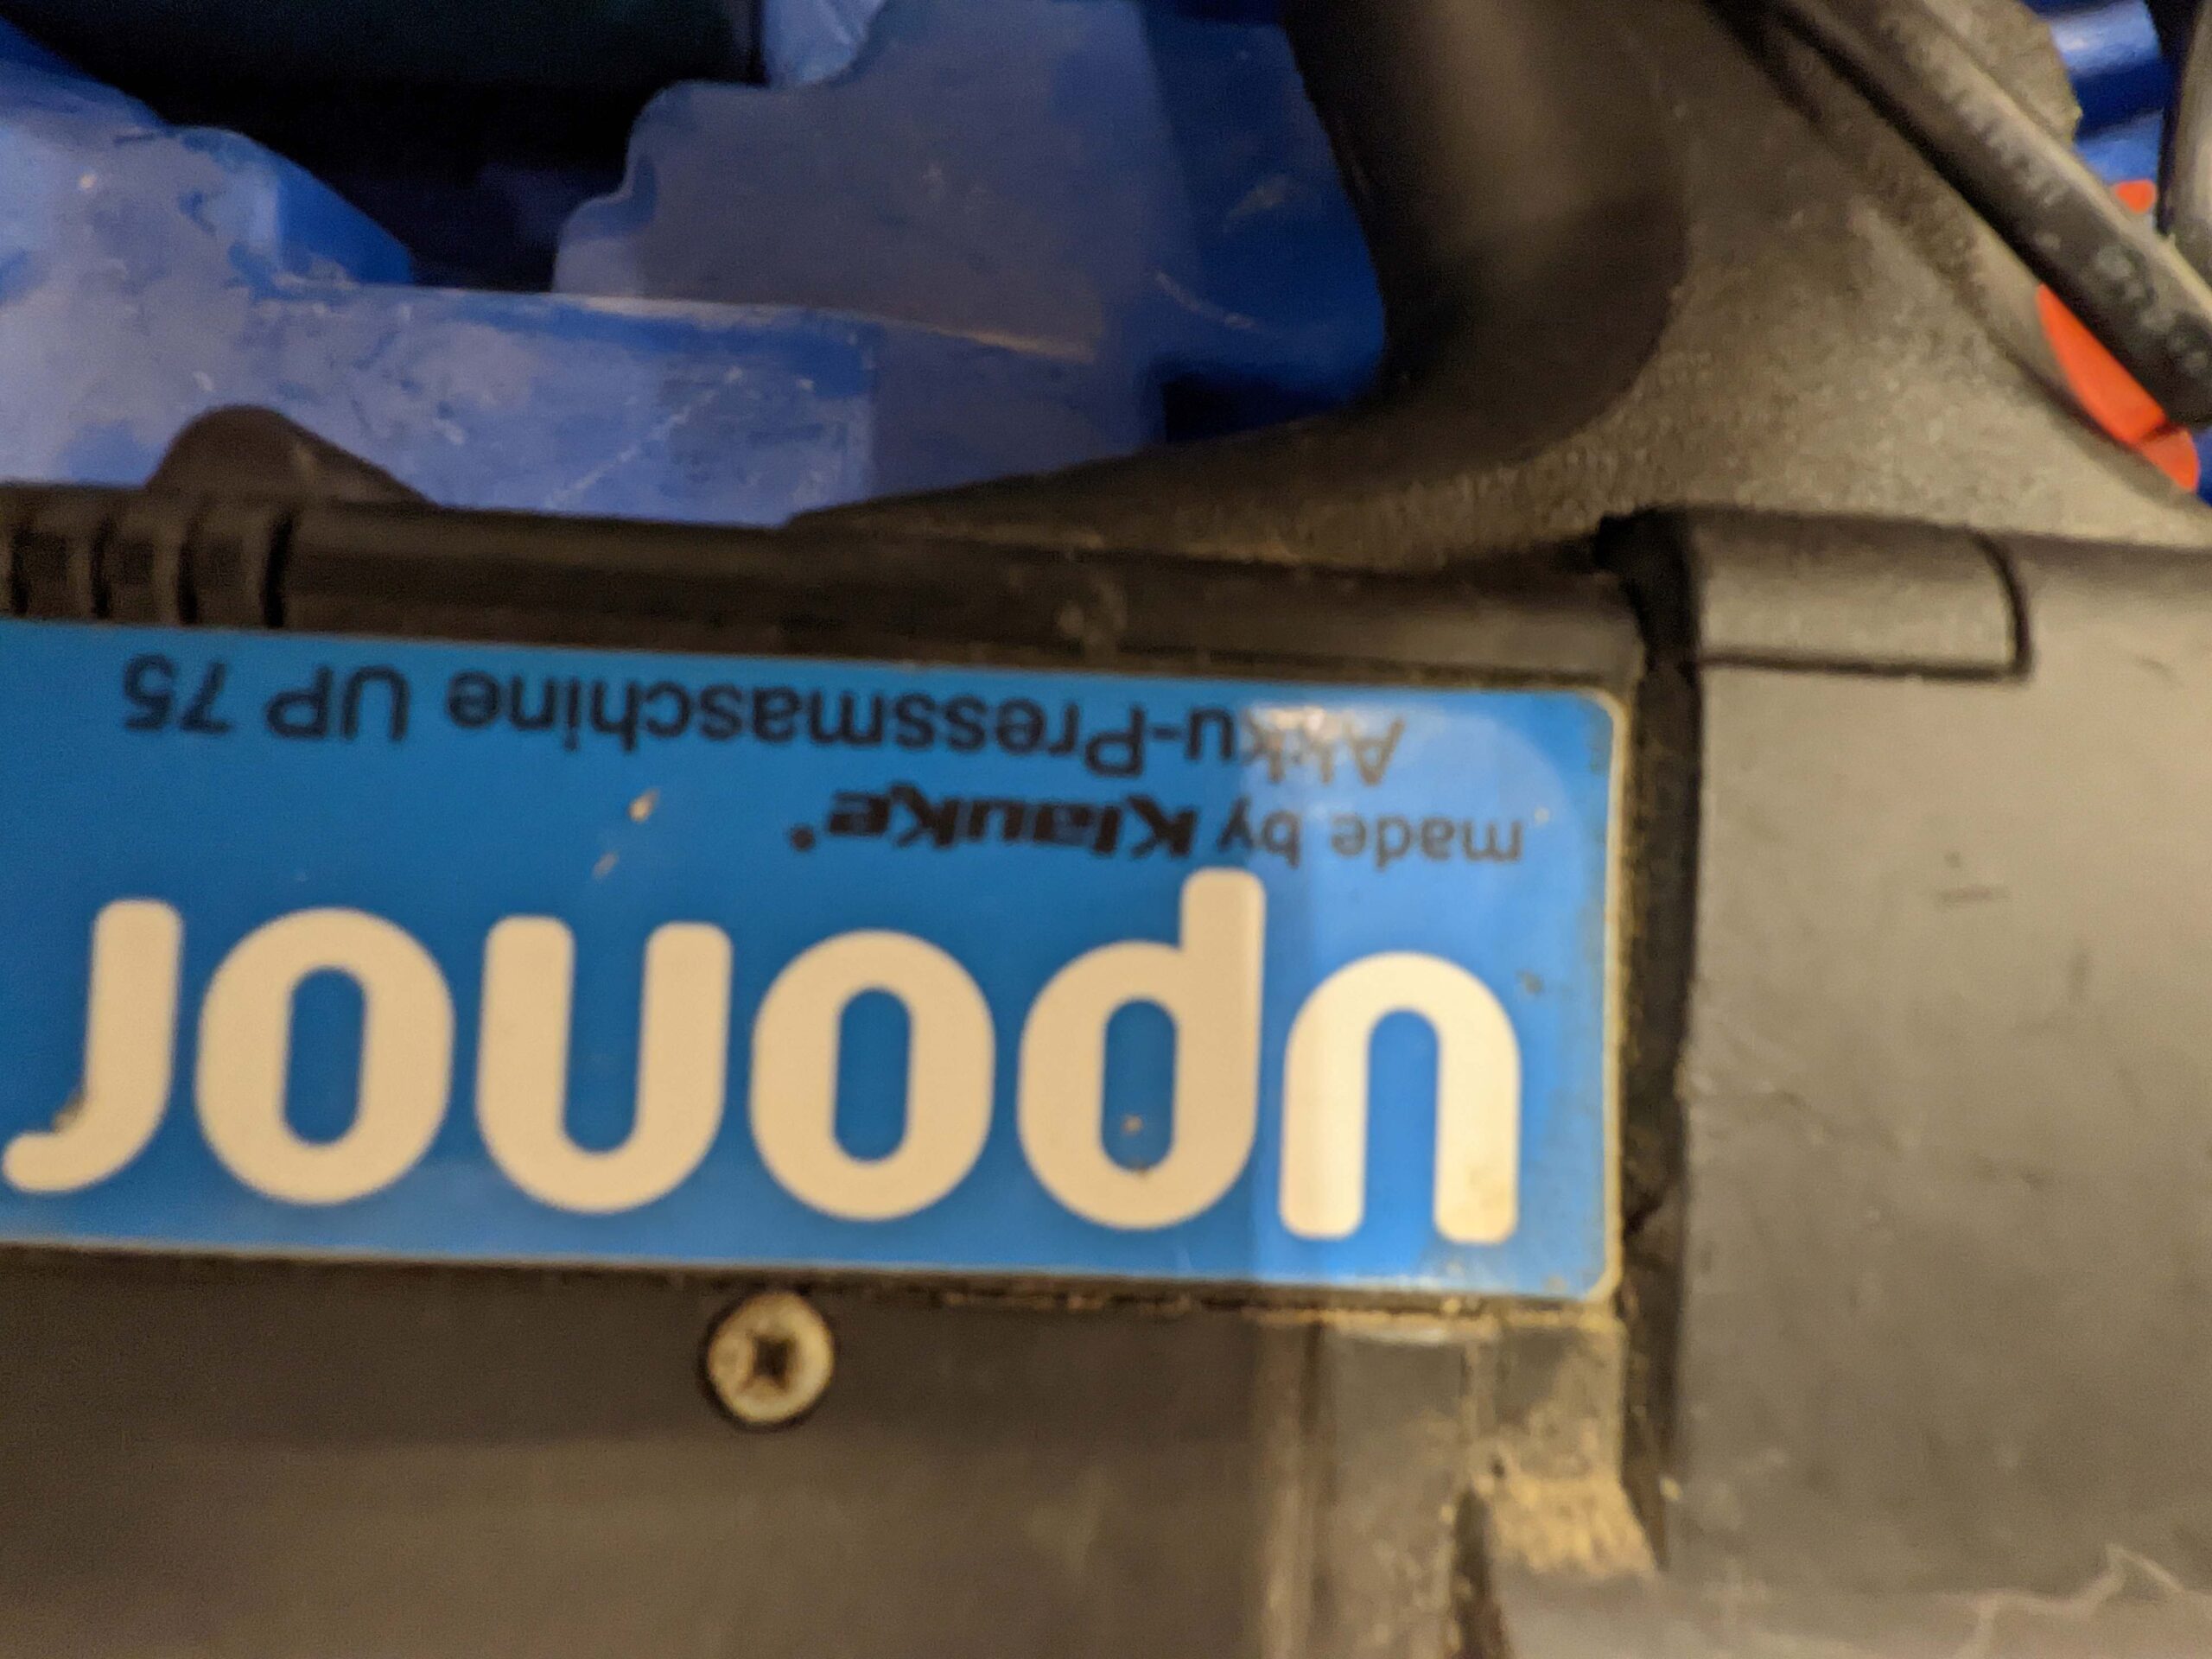 uponor
made by Klauke®
Akku-Pressmaschine UP 75